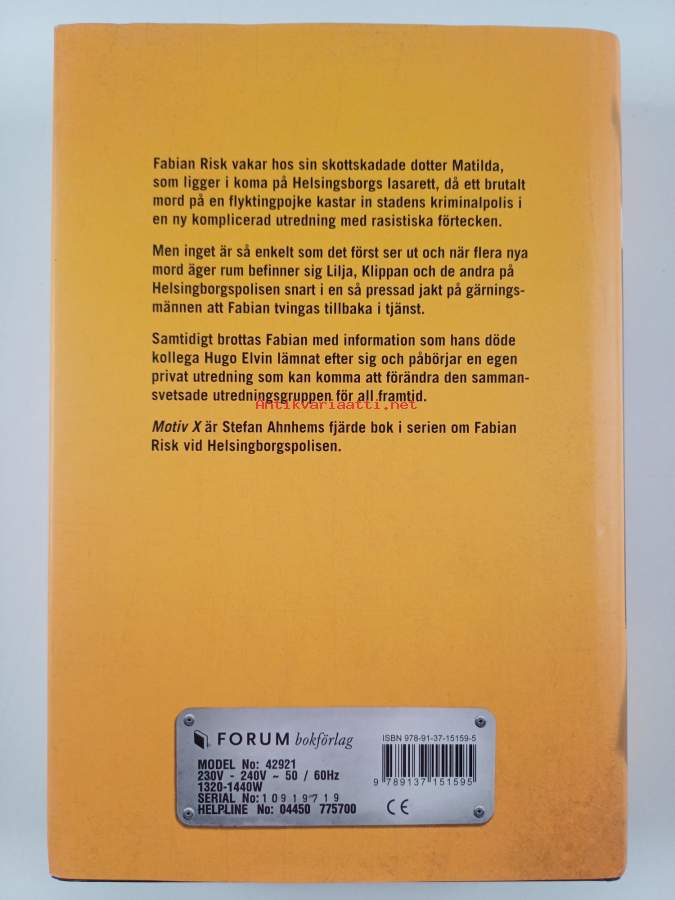 Fabian Risk vakar hos sin skottskadade dotter Matilda,
som ligger i koma på Helsingsborgs lasarett, då ett brutalt
mord på en flyktingpojke kastar in stadens kriminalpolis i
en ny komplicerad utredning med rasistiska förtecken.
Men inget är så enkelt som det först ser ut och när flera nya
mord äger rum befinner sig Lilja, Klippan och de andra på
Helsingborgspolisen snart i en så pressad jakt på gärnings-
männen att Fabian tvingas tillbaka i tjänst.
Samtidigt brottas Fabian med information som hans döde
kollega Hugo Elvin lämnat efter sig och påbörjar en egen
privat utredning som kan komma att förändra den samman-
svetsade utredningsgruppen för all framtid.
Antikvariaatti.net
Motiv X är Stefan Ahnhems fjärde bok i serien om Fabian
Risk vid Helsingborgspolisen.
FORUM bokförlag
MODEL No: 42921
230V - 240V ~ 50 / 60Hz
1320-1440W
SERIAL No: 10919719
HELPLINE No: 04450 775700
ISBN 978-91-37-15159-5
9 789137 151595
CE